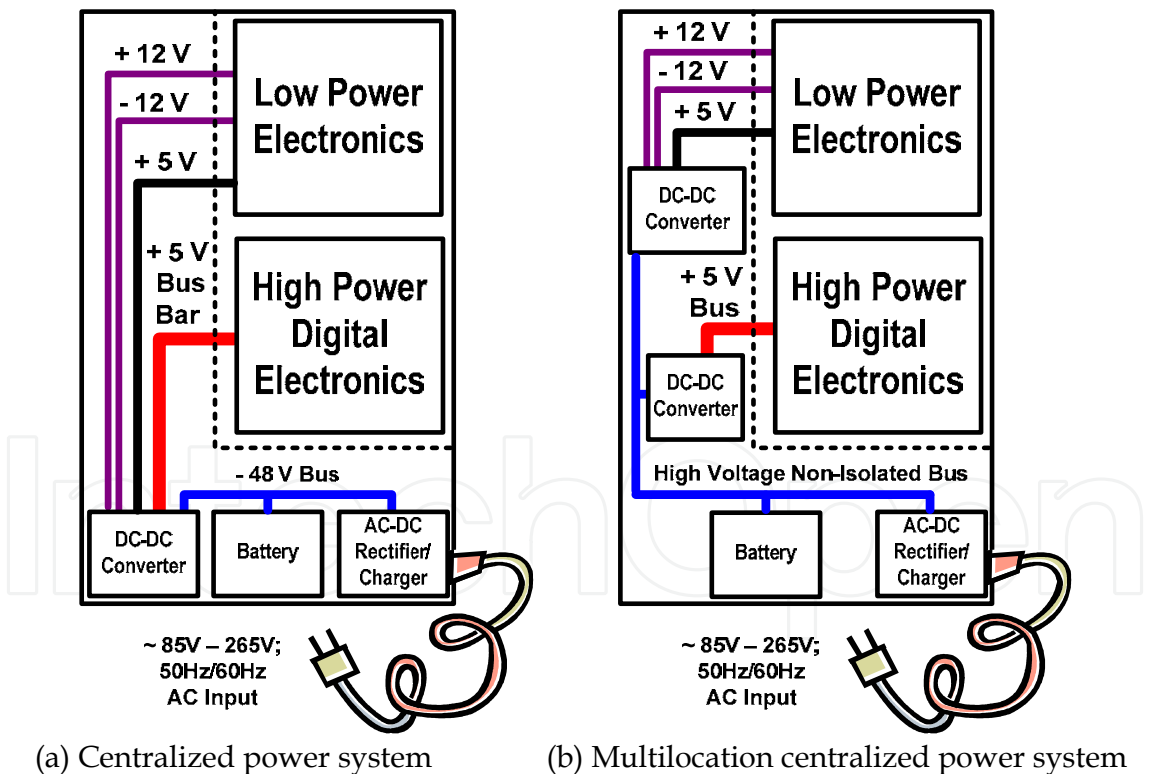 + 12 V
- 12 V
+ 5 V
Low Power
Electronics
+ 5 V
Bus
Bar
High Power
Digital
Electronics
- 48 V Bus
DC-DC
Converter
Battery
AC-DC
Rectifier/
Charger
~ 85V – 265V;
50Hz/60Hz
AC Input
(a) Centralized power system
+ 12 V
- 12 V
+ 5 V
Low Power
Electronics
DC-DC
Converter
+ 5 V
Bus
High Power
Digital
Electronics
DC-DC
Converter
High Voltage Non-Isolated Bus
Battery
AC-DC
Rectifier/
Charger
~ 85V – 265V;
50Hz/60Hz
AC Input
(b) Multilocation centralized power system
IntechOpen